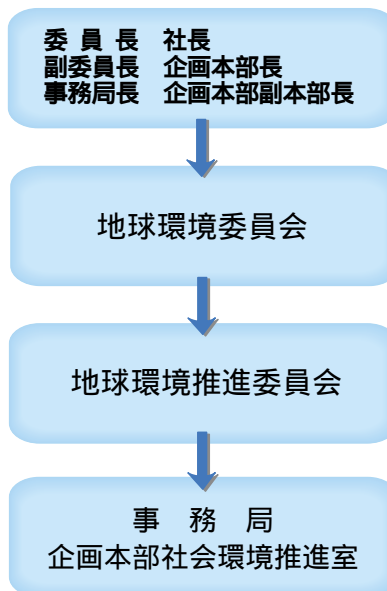 委 員 長　社長
副委員長　企画本部長
事務局長　企画本部副本部長
地球環境委員会
地球環境推進委員会
事　務　局
企画本部社会環境推進室